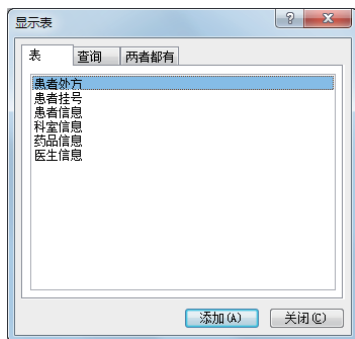 显示表
表 查询 两者都有
患者处方
患者挂号
患者信息
科室信息
药品信息
医生信息
添加(A) 关闭(C)